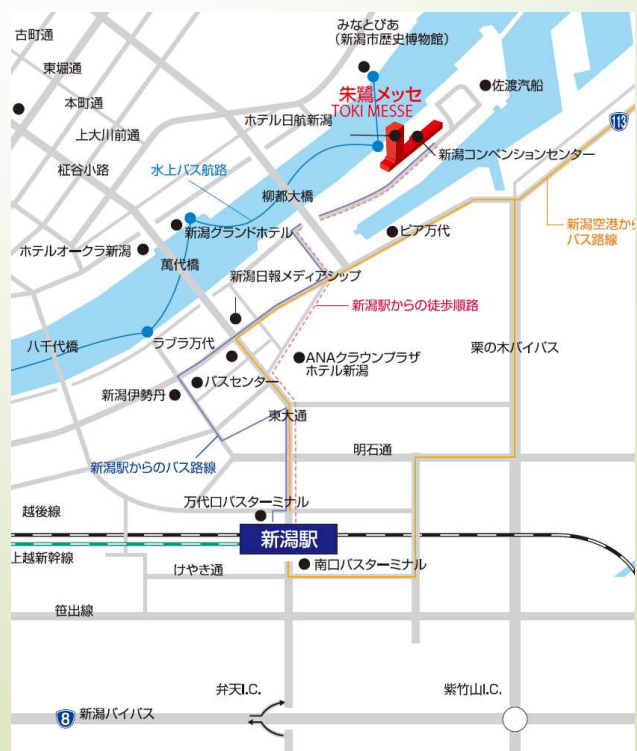 みなとぴあ
(新潟市歴史博物館)
古町通
東堀通
本町通
上大川前通
柾谷小路
朱鷺メッセ
TOKI MESSE
佐渡汽船
ホテル日航新潟
113
新潟コンベンションセンター
水上バス航路
柳都大橋
新潟空港から
バス路線
新潟グランドホテル
ピア万代
ホテルオークラ新潟
萬代橋
新潟日報メディアシップ
新潟駅からの徒歩順路
八千代橋
ラブラ万代
栗の木バイパス
ANAクラウンプラザ
ホテル新潟
バスセンター
新潟伊勢丹
東大通
明石通
新潟駅からのバス路線
万代口バスターミナル
越後線
新潟駅
上越新幹線
南口バスターミナル
けやき通
笹出線
弁天I.C.
紫竹山I.C.
8
新潟バイパス